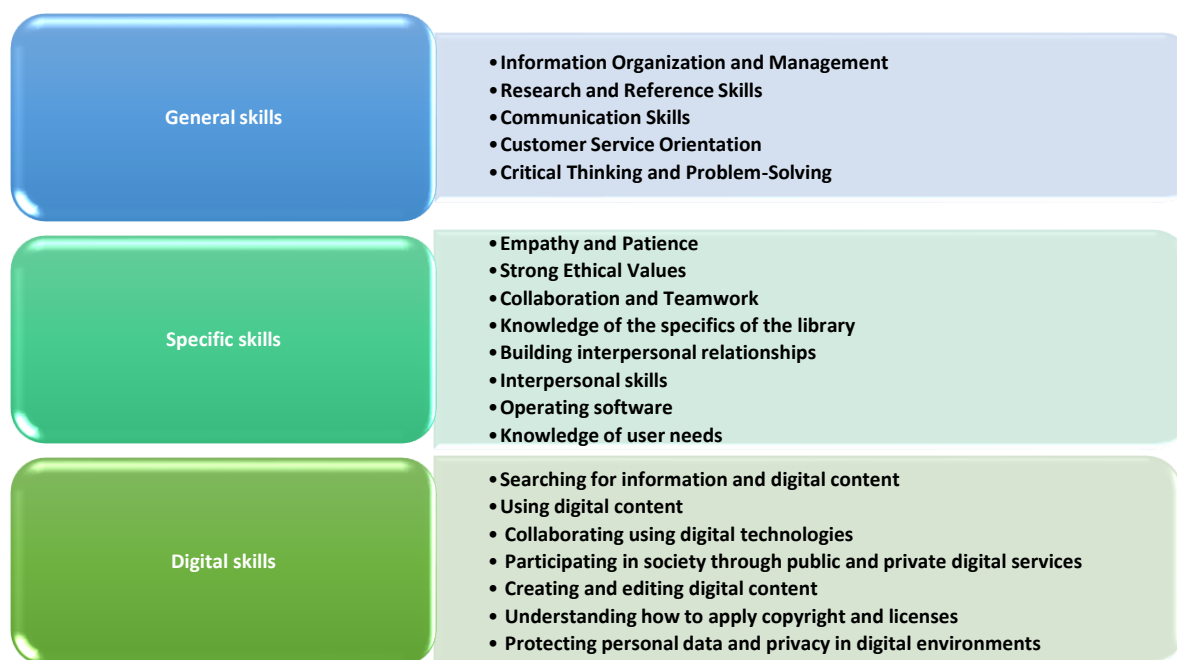 General skills
•Information Organization and Management
•Research and Reference Skills
•Communication Skills
•Customer Service Orientation
•Critical Thinking and Problem-Solving
Specific skills
•Empathy and Patience
•Strong Ethical Values
•Collaboration and Teamwork
•Knowledge of the specifics of the library
•Building interpersonal relationships
•Interpersonal skills
•Operating software
•Knowledge of user needs
Digital skills
•Searching for information and digital content
•Using digital content
• Collaborating using digital technologies
• Participating in society through public and private digital services
• Creating and editing digital content
• Understanding how to apply copyright and licenses
• Protecting personal data and privacy in digital environments